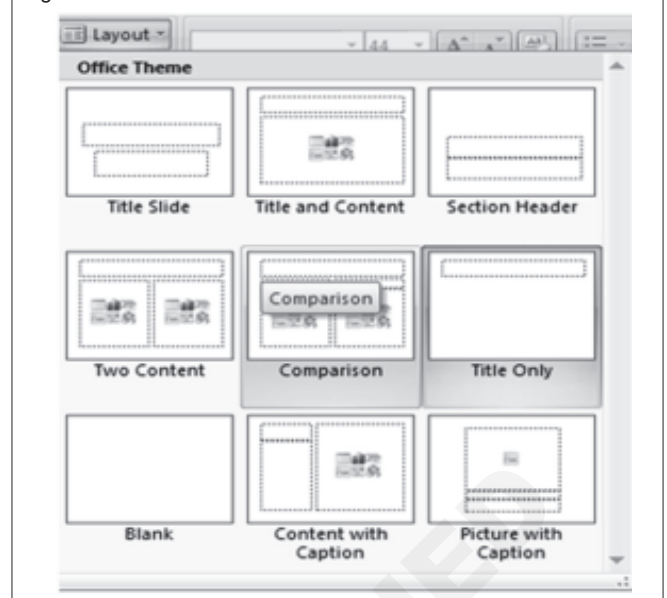 Layout
44
Office Theme
Title Slide
Title and Content
Section Header
Two Content
Comparison
Comparison
Title Only
Blank
Content with
Caption
Picture with
Caption